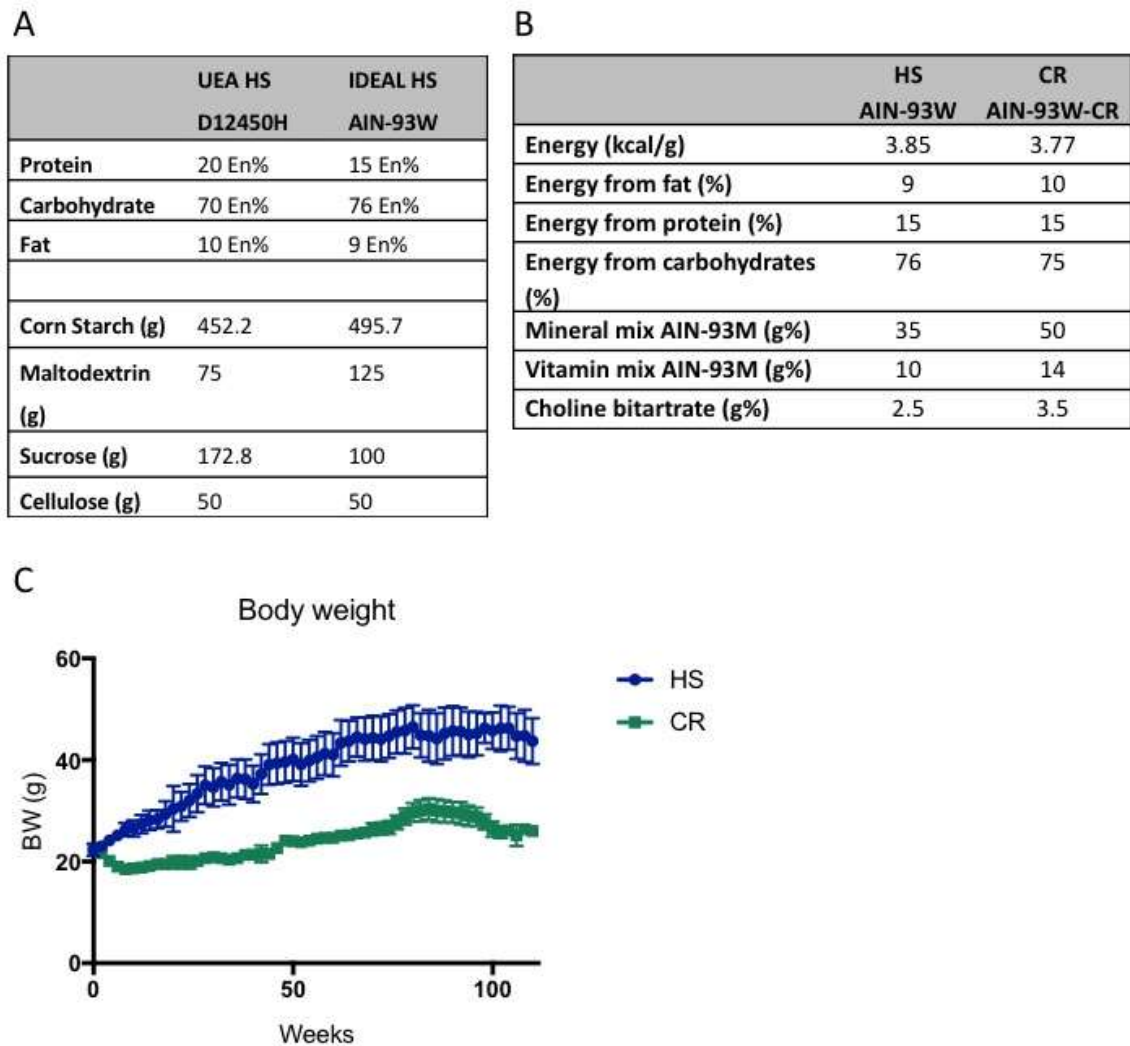 A
UEA HS IDEAL HS
D12450H AIN-93W
Protein 20 En% 15 En%
Carbohydrate 70 En% 76 En%
Fat 10 En% 9 En%
Corn Starch (g) 452.2 495.7
Maltodextrin 75 125
(g)
Sucrose (g) 172.8 100
Cellulose (g) 50 50
B
HS CR
AIN-93W AIN-93W-CR
Energy (kcal/g) 3.85 3.77
Energy from fat (%) 9 10
Energy from protein (%) 15 15
Energy from carbohydrates 76 75
(%)
Mineral mix AIN-93M (g%) 35 50
Vitamin mix AIN-93M (g%) 10 14
Choline bitartrate (g%) 2.5 3.5
C
Body weight
60
40
20
0
BW (g)
0 50 100
Weeks
HS
CR